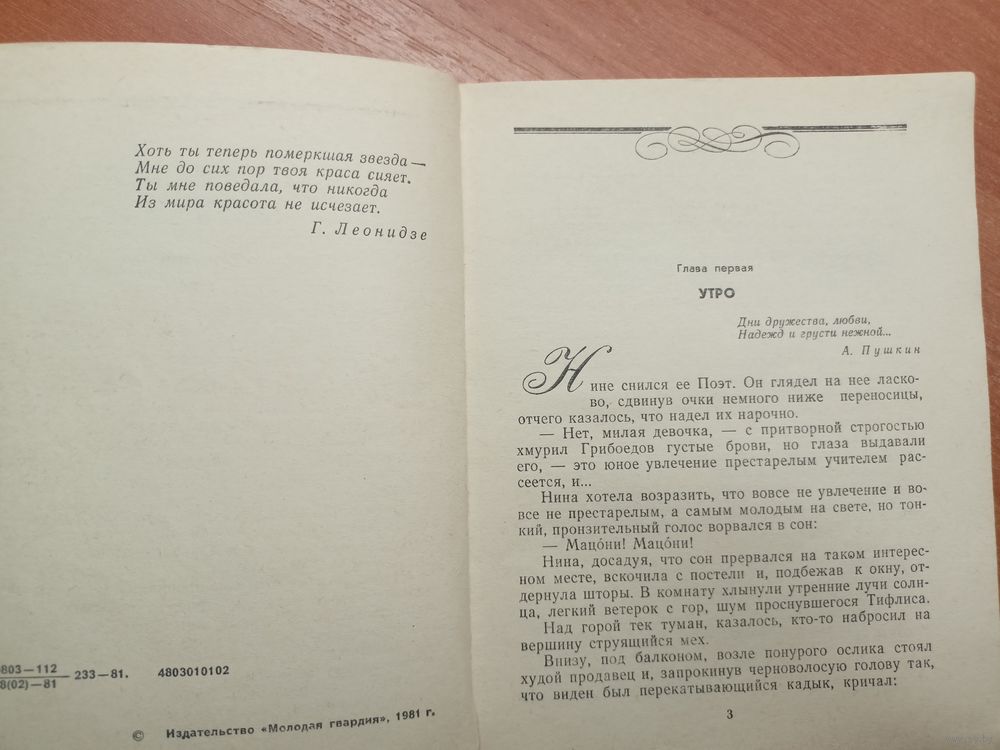 Хоть ты теперь померкшая звезда —
Мне до сих пор твоя краса сияет.
Ты мне поведала, что никогда
Из мира красота не исчезает.
Г. Леонидзе
0803—112
8(02)—81
233—81. 4803010102
© Издательство «Молодая гвардия», 1981 г.
Глава первая
УТРО
Дни дружества, любви,
Надежд и грусти нежной...
А. Пушкин
Нине снился ее Поэт. Он глядел на нее ласко-
во, сдвинув очки немного ниже переносицы,
отчего казалось, что надел их нарочно.
— Нет, милая девочка, — с притворной строгостью
хмурил Грибоедов густые брови, но глаза выдавали
его, — это юное увлечение престарелым учителем рас-
сеется, и...
Нина хотела возразить, что вовсе не увлечение и во-
все не престарелым, а самым молодым на свете, но тон-
кий, пронзительный голос ворвался в сон:
— Мацо́ни! Мацо́ни!
Нина, досадуя, что сон прервался на таком интерес-
ном месте, вскочила с постели и, подбежав к окну, от-
дернула шторы. В комнату хлынули утренние лучи солн-
ца, легкий ветерок с гор, шум проснувшегося Тифлиса.
Над горой тек туман, казалось, кто-то набросил на
вершину струящийся мех.
Внизу, под балконом, возле понурого ослика стоял
худой продавец и, запрокинув черноволосую голову так,
что виден был перекатывающийся кадык, кричал:
3